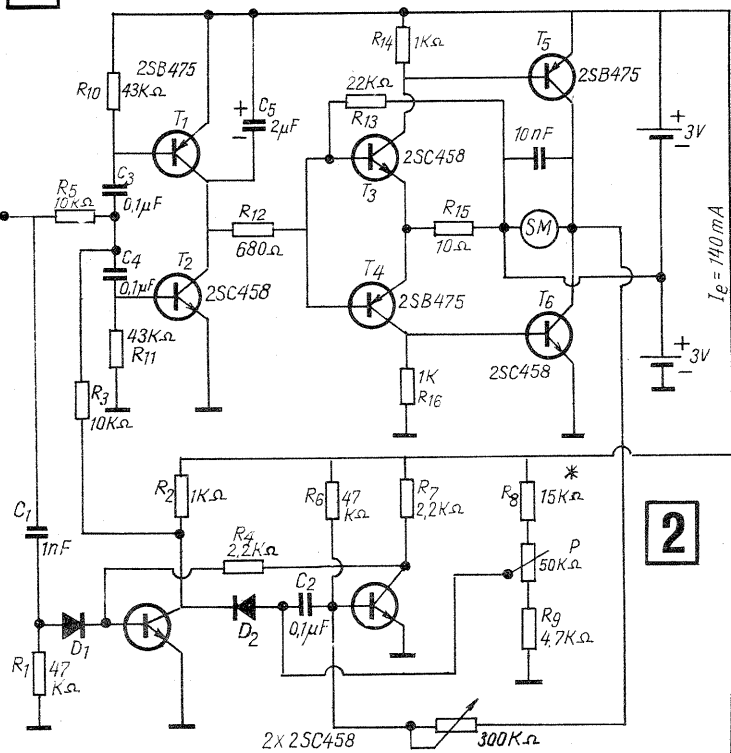 R14
1KΩ
T5
2SB475
2SB475
R10
43KΩ
T1
+
C5
-
2µF
22KΩ
R13
10nF
+
3V
-
2SC458
T3
C3
0,1µF
R5
10KΩ
R12
680Ω
R15
10Ω
SM
Ie = 140mA
C4
0,1µF
T2
2SC458
T4
2SB475
T6
+
3V
-
43KΩ
R11
2SC458
1K
R16
R3
10KΩ
R2
1KΩ
R6
47
KΩ
R7
2,2KΩ
*
R8
15KΩ
2
C1
1nF
R4
2,2KΩ
P
50KΩ
C2
0,1µF
D1
D2
R9
4,7KΩ
R1
47
KΩ
2x2SC458
300KΩ